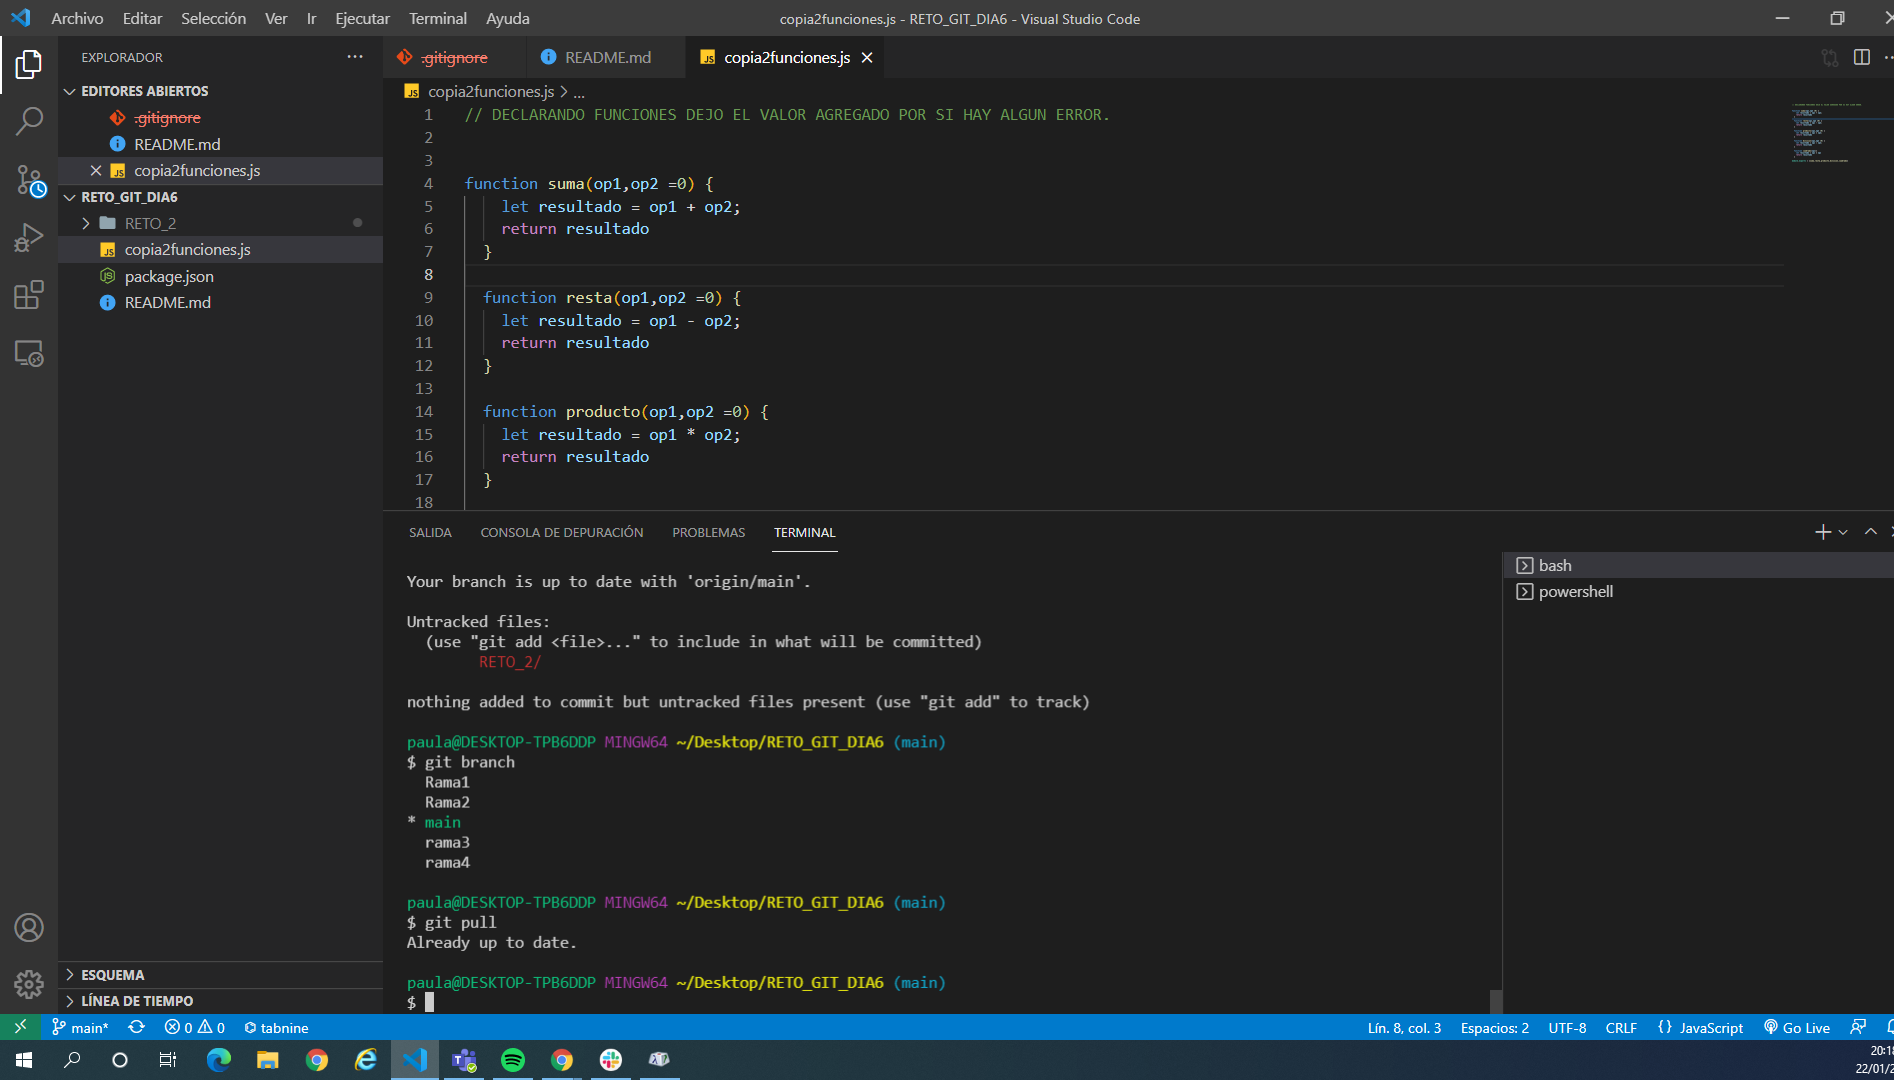 Archivo Editar Selección Ver Ir Ejecutar Terminal Ayuda
copia2funciones.js - RETO_GIT_DIA6 - Visual Studio Code
EXPLORADOR
EDITORES ABIERTOS
.gitignore
README.md
copia2funciones.js
RETO_GIT_DIA6
RETO_2
copia2funciones.js
package.json
README.md
ESQUEMA
LÍNEA DE TIEMPO
.gitignore README.md copia2funciones.js
copia2funciones.js > ...
1 // DECLARANDO FUNCIONES DEJO EL VALOR AGREGADO POR SI HAY ALGUN ERROR.
2
3
4 function suma(op1,op2 =0) {
5 let resultado = op1 + op2;
6 return resultado
7 }
8
9 function resta(op1,op2 =0) {
10 let resultado = op1 - op2;
11 return resultado
12 }
13
14 function producto(op1,op2 =0) {
15 let resultado = op1 * op2;
16 return resultado
17 }
18
SALIDA CONSOLA DE DEPURACIÓN PROBLEMAS TERMINAL
Your branch is up to date with 'origin/main'.
Untracked files:
(use "git add <file>..." to include in what will be committed)
RETO_2/
nothing added to commit but untracked files present (use "git add" to track)
paula@DESKTOP-TPB6DDP MINGW64 ~/Desktop/RETO_GIT_DIA6 (main)
$ git branch
Rama1
Rama2
* main
rama3
rama4
paula@DESKTOP-TPB6DDP MINGW64 ~/Desktop/RETO_GIT_DIA6 (main)
$ git pull
Already up to date.
paula@DESKTOP-TPB6DDP MINGW64 ~/Desktop/RETO_GIT_DIA6 (main)
$
bash
powershell
main* 0 0 tabnine
Lín. 8, col. 3 Espacios: 2 UTF-8 CRLF {} JavaScript Go Live
20:18
22/01/2